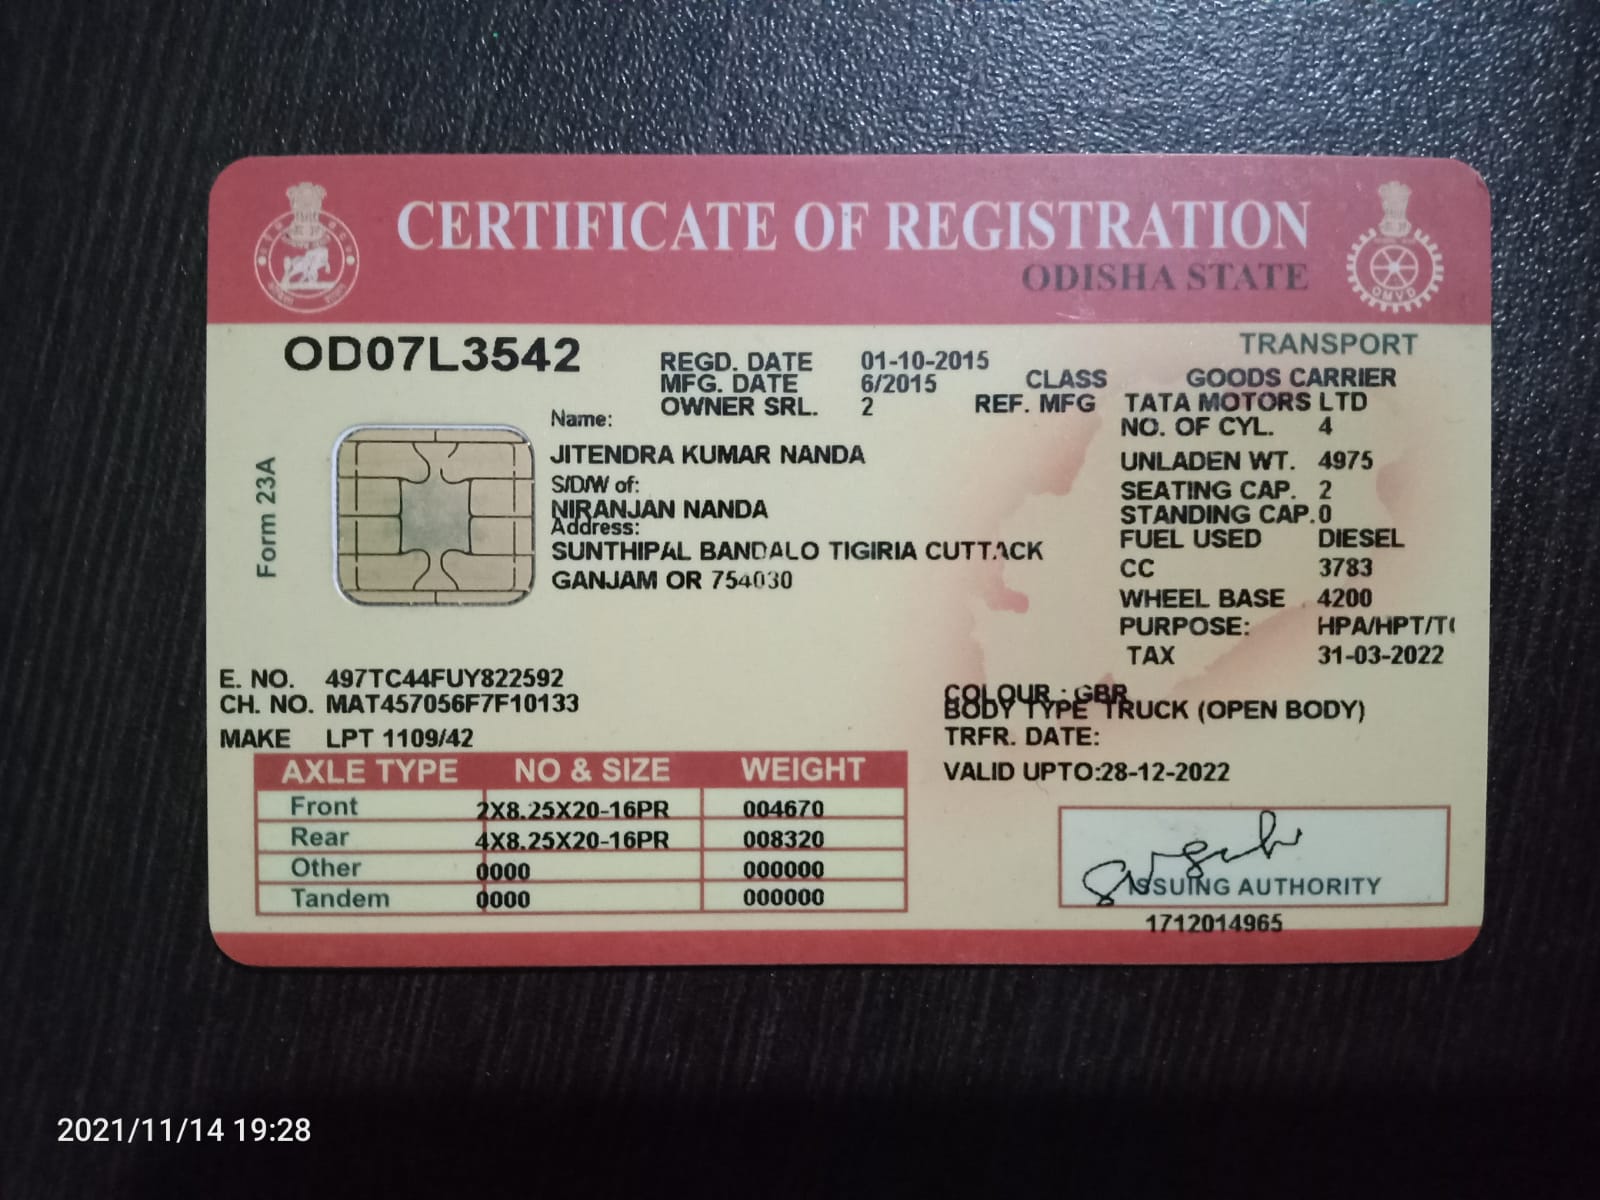 CERTIFICATE OF REGISTRATION
ODISHA STATE
OMVD
OD07L3542
TRANSPORT
REGD. DATE 01-10-2015
MFG. DATE 6/2015
CLASS GOODS CARRIER
OWNER SRL. 2
REF. MFG TATA MOTORS LTD
Form 23A
Name:
JITENDRA KUMAR NANDA
S/D/W of:
NIRANJAN NANDA
Address:
SUNTHIPAL BANDALO TIGIRIA CUTTACK
GANJAM OR 754030
NO. OF CYL. 4
UNLADEN WT. 4975
SEATING CAP. 2
STANDING CAP.0
FUEL USED DIESEL
CC 3783
WHEEL BASE 4200
PURPOSE: HPA/HPT/T
TAX 31-03-2022
E. NO. 497TC44FUY822592
CH. NO. MAT457056F7F10133
MAKE LPT 1109/42
COLOUR : GBR
BODY TYPE TRUCK (OPEN BODY)
TRFR. DATE:
VALID UPTO:28-12-2022
AXLE TYPE NO & SIZE WEIGHT
Front 2X8.25X20-16PR 004670
Rear 4X8.25X20-16PR 008320
Other 0000 000000
Tandem 0000 000000
ISSUING AUTHORITY
1712014965
2021/11/14 19:28